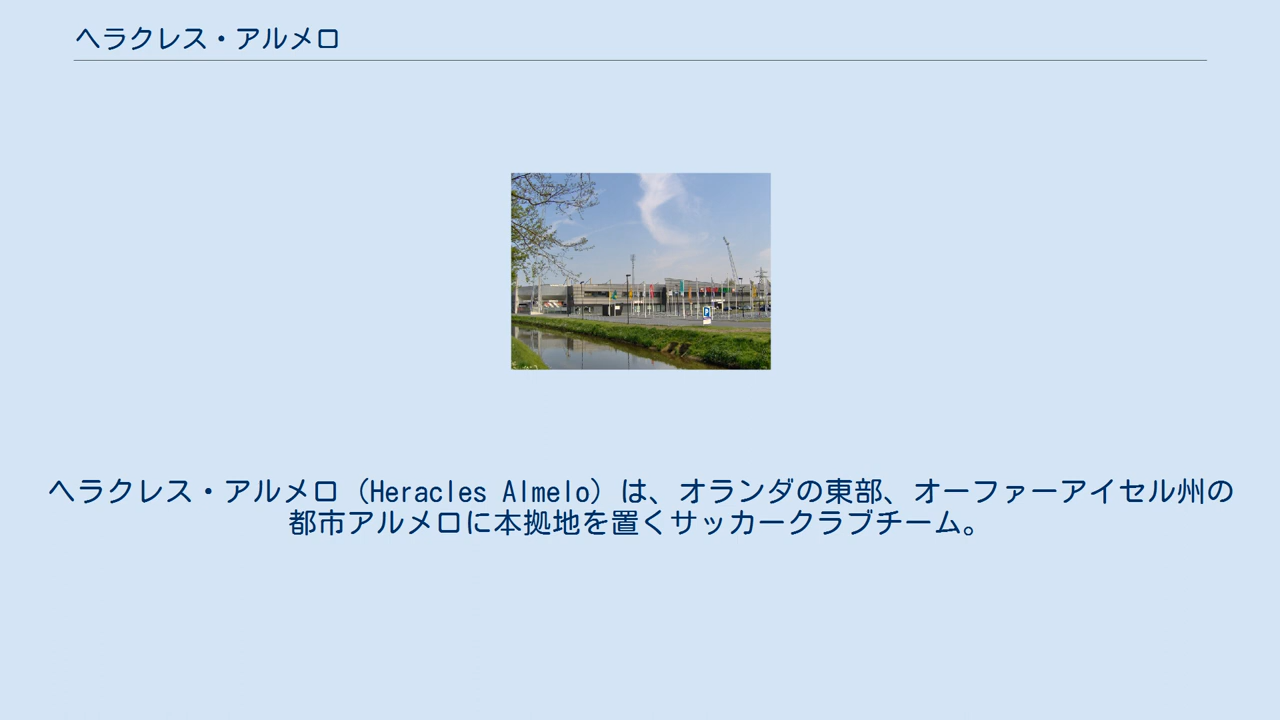 ヘラクレス・アルメロ
P
ヘラクレス・アルメロ（Heracles Almelo）は、オランダの東部、オーファーアイセル州の
都市アルメロに本拠地を置くサッカークラブチーム。